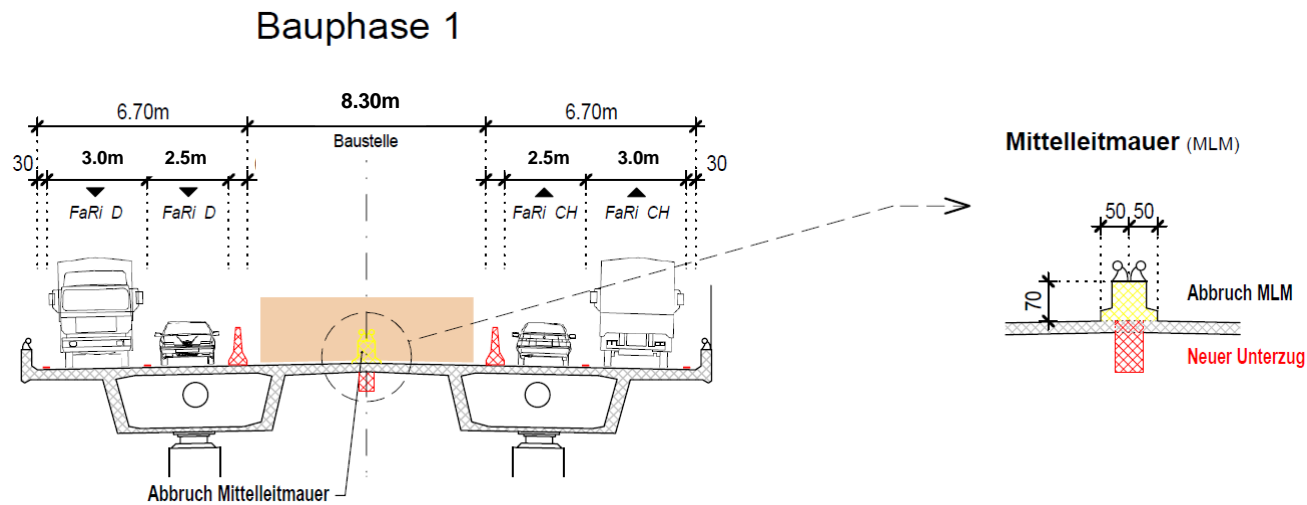 Bauphase 1
6.70m
8.30m
6.70m
Baustelle
30
3.0m
2.5m
2.5m
3.0m
30
FaRi D
FaRi D
FaRi CH
FaRi CH
Abbruch Mittelleitmauer
Mittelleitmauer (MLM)
50 50
70
Abbruch MLM
Neuer Unterzug